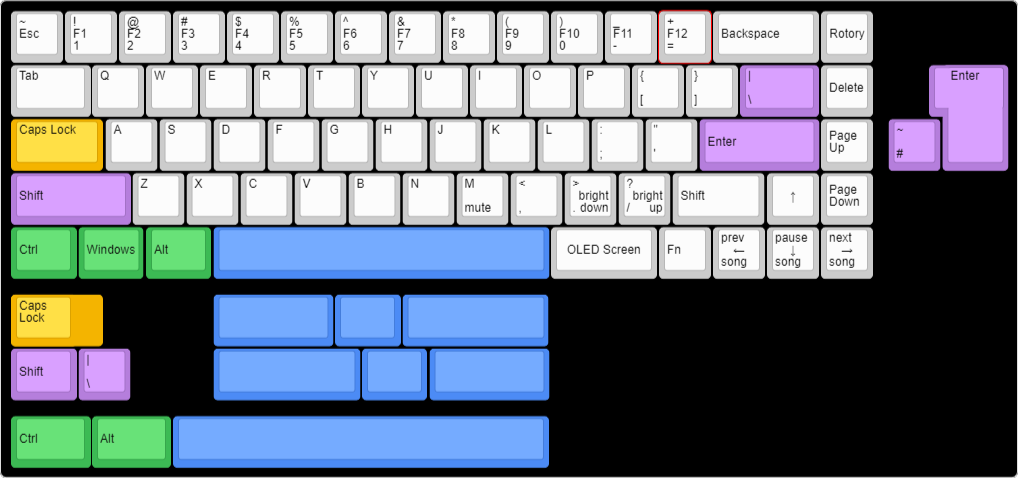 ~ ! @ # $ % ^ & * ( ) _ +
Esc F1 F2 F3 F4 F5 F6 F7 F8 F9 F10 F11 F12 Backspace Rotory
1 2 3 4 5 6 7 8 9 0 - =
Tab Q W E R T Y U I O P { } | Delete Enter
[ ] \
Caps Lock A S D F G H J K L : " Enter Page Up ~
; ' #
Shift Z X C V B N M < > bright ? bright Shift ↑ Page Down
mute , . down / up
Ctrl Windows Alt OLED Screen Fn prev ← song pause ↓ song next → song
Caps
Lock
Shift |
\
Ctrl Alt